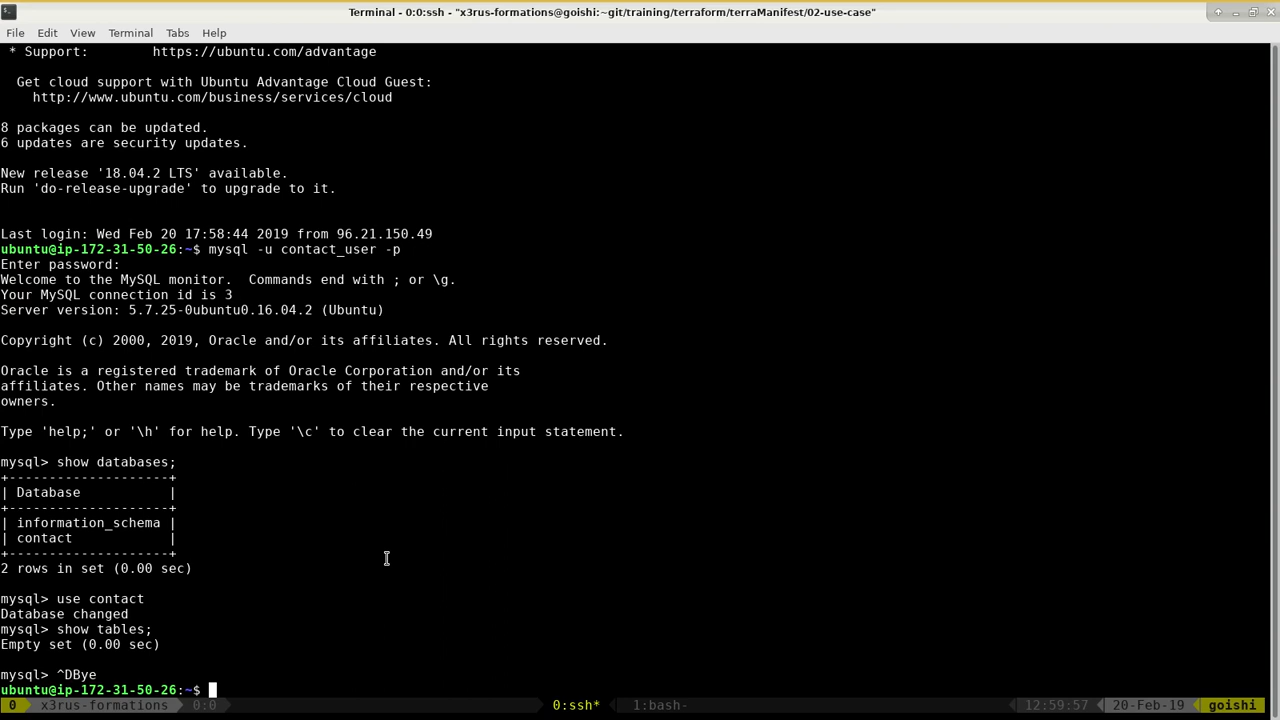 Terminal - 0:0:ssh - "x3rus-formations@goishi:~git/training/terraform/terraManifest/02-use-case"
File Edit View Terminal Tabs Help
 * Support:        https://ubuntu.com/advantage
  Get cloud support with Ubuntu Advantage Cloud Guest:
    http://www.ubuntu.com/business/services/cloud
8 packages can be updated.
6 updates are security updates.
New release '18.04.2 LTS' available.
Run 'do-release-upgrade' to upgrade to it.
Last login: Wed Feb 20 17:58:44 2019 from 96.21.150.49
ubuntu@ip-172-31-50-26:~$ mysql -u contact_user -p
Enter password:
Welcome to the MySQL monitor.  Commands end with ; or \g.
Your MySQL connection id is 3
Server version: 5.7.25-0ubuntu0.16.04.2 (Ubuntu)
Copyright (c) 2000, 2019, Oracle and/or its affiliates. All rights reserved.
Oracle is a registered trademark of Oracle Corporation and/or its
affiliates. Other names may be trademarks of their respective
owners.
Type 'help;' or '\h' for help. Type '\c' to clear the current input statement.
mysql> show databases;
+--------------------+
| Database           |
+--------------------+
| information_schema |
| contact            |
+--------------------+
2 rows in set (0.00 sec)
mysql> use contact
Database changed
mysql> show tables;
Empty set (0.00 sec)
mysql> ^DBye
ubuntu@ip-172-31-50-26:~$
0 x3rus-formations 0:0 0:ssh* 1:bash- 12:59:57 20-Feb-19 goishi